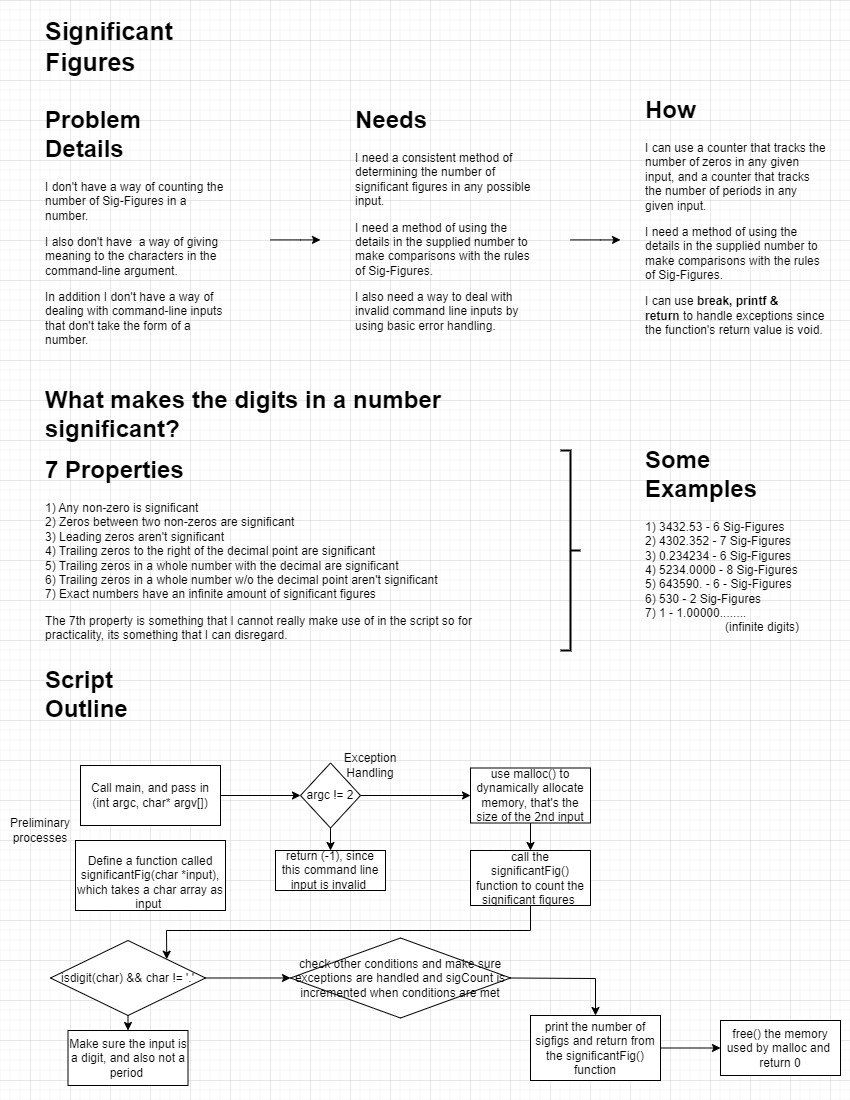 Significant
Figures
Problem
Details
I don't have a way of counting the
number of Sig-Figures in a
number.
I also don't have  a way of giving
meaning to the characters in the
command-line argument.
In addition I don't have a way of
dealing with command-line inputs
that don't take the form of a
number.
Needs
I need a consistent method of
determining the number of
significant figures in any possible
input.
I need a method of using the
details in the supplied number to
make comparisons with the rules
of Sig-Figures.
I also need a way to deal with
invalid command line inputs by
using basic error handling.
How
I can use a counter that tracks the
number of zeros in any given
input, and a counter that tracks
the number of periods in any
given input.
I need a method of using the
details in the supplied number to
make comparisons with the rules
of Sig-Figures.
I can use break, printf &
return to handle exceptions since
the function's return value is void.
What makes the digits in a number
significant?
7 Properties
1) Any non-zero is significant
2) Zeros between two non-zeros are significant
3) Leading zeros aren't significant
4) Trailing zeros to the right of the decimal point are significant
5) Trailing zeros in a whole number with the decimal are significant
6) Trailing zeros in a whole number w/o the decimal point aren't significant
7) Exact numbers have an infinite amount of significant figures
The 7th property is something that I cannot really make use of in the script so for
practicality, its something that I can disregard.
Some
Examples
1) 3432.53 - 6 Sig-Figures
2) 4302.352 - 7 Sig-Figures
3) 0.234234 - 6 Sig-Figures
4) 5234.0000 - 8 Sig-Figures
5) 643590. - 6 - Sig-Figures
6) 530 - 2 Sig-Figures
7) 1 - 1.00000........
(infinite digits)
Script
Outline
Preliminary
processes
Call main, and pass in
(int argc, char* argv[])
Define a function called
significantFig(char *input),
which takes a char array as
input
Exception
Handling
argc != 2
return (-1), since
this command line
input is invalid
use malloc() to
dynamically allocate
memory, that's the
size of the 2nd input
call the
significantFig()
function to count the
significant figures
isdigit(char) && char != '.'
Make sure the input is
a digit, and also not a
period
check other conditions and make sure
exceptions are handled and sigCount is
incremented when conditions are met
print the number of
sigfigs and return from
the significantFig()
function
free() the memory
used by malloc and
return 0